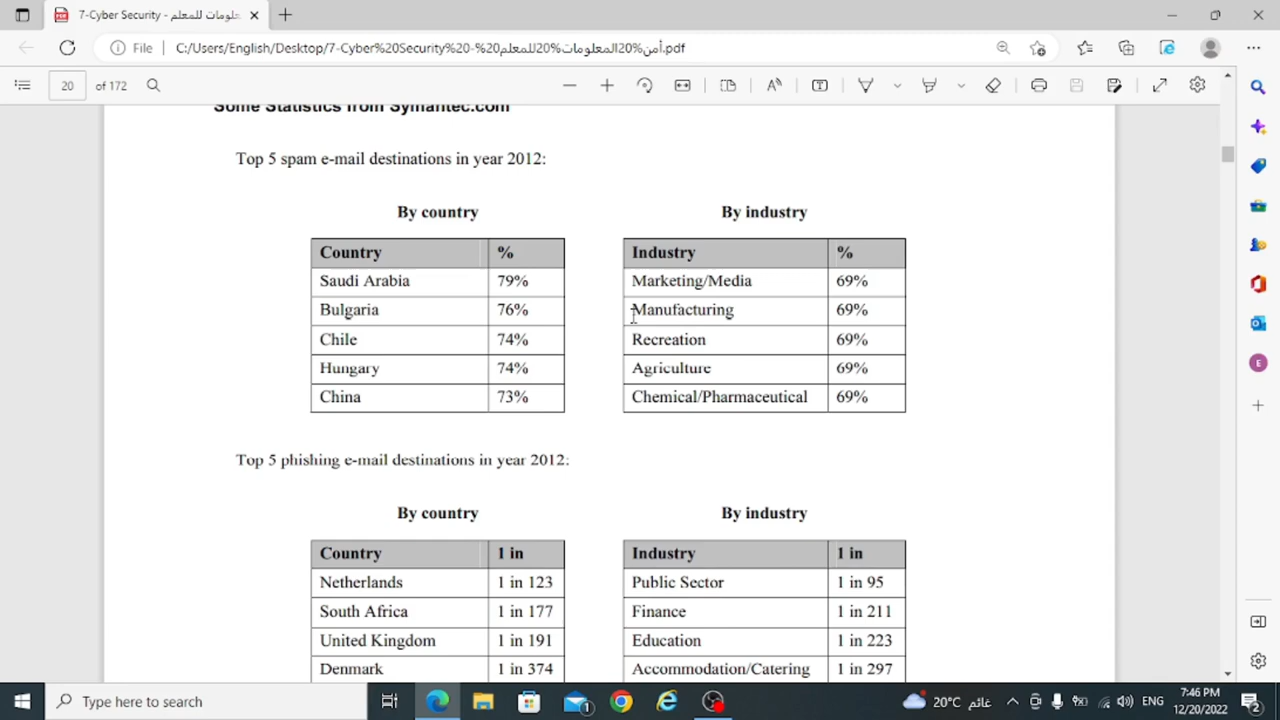 7-Cyber Security - معلومات للمعلم
File
C:/Users/English/Desktop/7-Cyber%20Security%20-%20أمن%20المعلومات%20للمعلم.pdf
20 of 172
Some Statistics from Symantec.com
Top 5 spam e-mail destinations in year 2012:
By country
Country %
Saudi Arabia 79%
Bulgaria 76%
Chile 74%
Hungary 74%
China 73%
By industry
Industry %
Marketing/Media 69%
Manufacturing 69%
Recreation 69%
Agriculture 69%
Chemical/Pharmaceutical 69%
Top 5 phishing e-mail destinations in year 2012:
By country
Country 1 in
Netherlands 1 in 123
South Africa 1 in 177
United Kingdom 1 in 191
Denmark 1 in 374
By industry
Industry 1 in
Public Sector 1 in 95
Finance 1 in 211
Education 1 in 223
Accommodation/Catering 1 in 297
Type here to search
1
20°C غائم
ENG
7:46 PM
12/20/2022
2
E